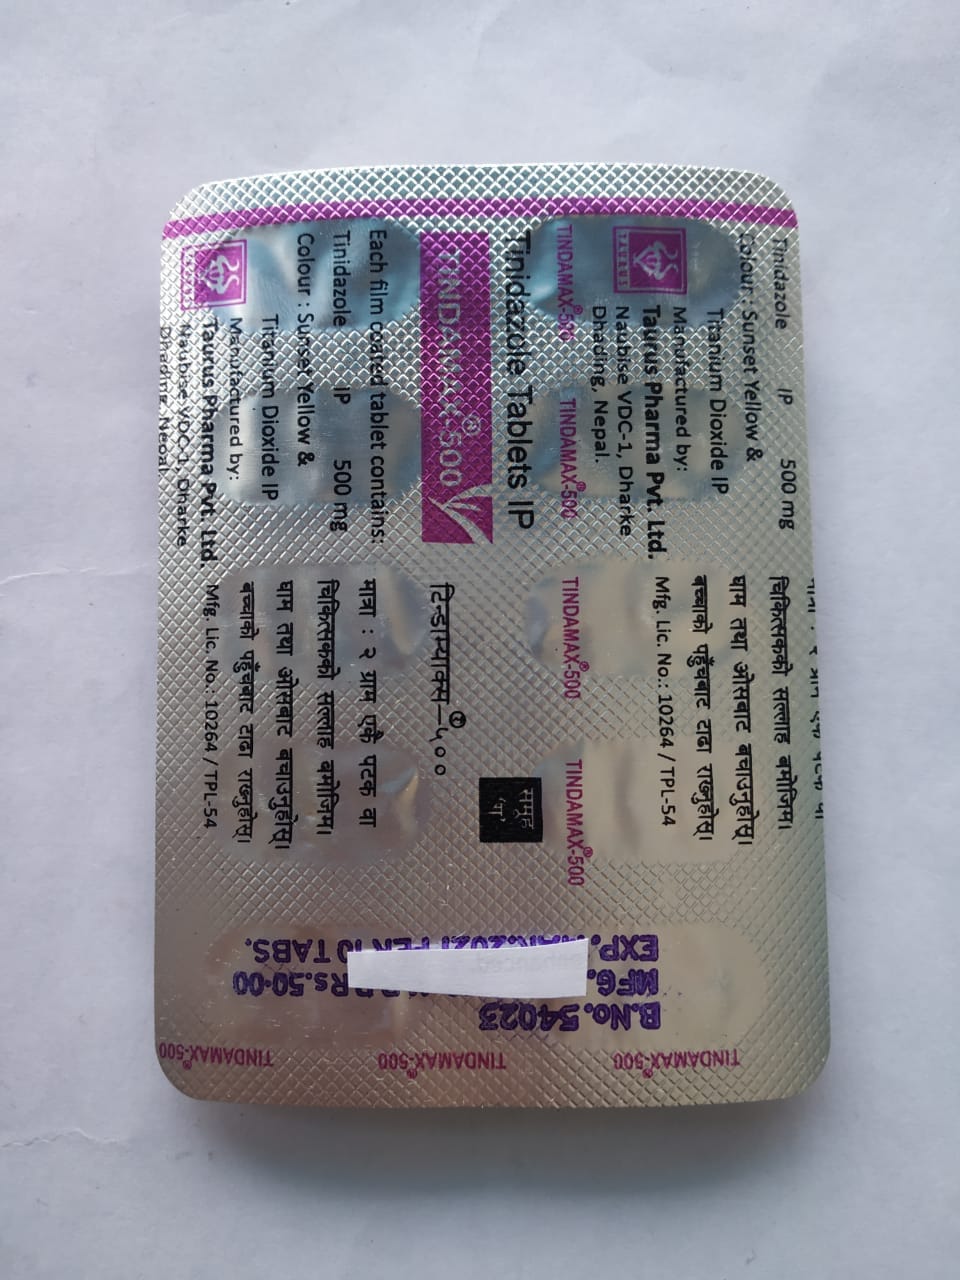 TINDAMAX®-500
Tinidazole Tablets IP
Each film coated tablet contains:
Tinidazole IP 500 mg
Colour : Sunset Yellow &
Titanium Dioxide IP
Manufactured by:
Taurus Pharma Pvt. Ltd.
Naubise VDC-1, Dharke
Dhading, Nepal.
TAURUS
टिन्डाम्याक्स®–५००
मात्रा : २ ग्राम एकै पटक वा
चिकित्सकको सल्लाह बमोजिम।
घाम तथा ओसबाट बचाउनुहोस्।
बच्चाको पहुँचबाट टाढा राख्नुहोस्।
Mfg. Lic. No.: 10264 / TPL-54
समूह
Tinidazole IP 500 mg
Colour : Sunset Yellow &
Titanium Dioxide IP
Manufactured by:
Taurus Pharma Pvt. Ltd.
Naubise VDC-1, Dharke
Dhading, Nepal.
TAURUS
चिकित्सकको सल्लाह बमोजिम।
घाम तथा ओसबाट बचाउनुहोस्।
बच्चाको पहुँचबाट टाढा राख्नुहोस्।
Mfg. Lic. No.: 10264 / TPL-54
TINDAMAX®-500
TINDAMAX®-500
TINDAMAX®-500
TINDAMAX®-500
B.No. 54023
MFG. Rs.50.00
EXP. MAR.2021 PER 10 TABS.
TINDAMAX®-500
TINDAMAX®-500
TINDAMAX®-500